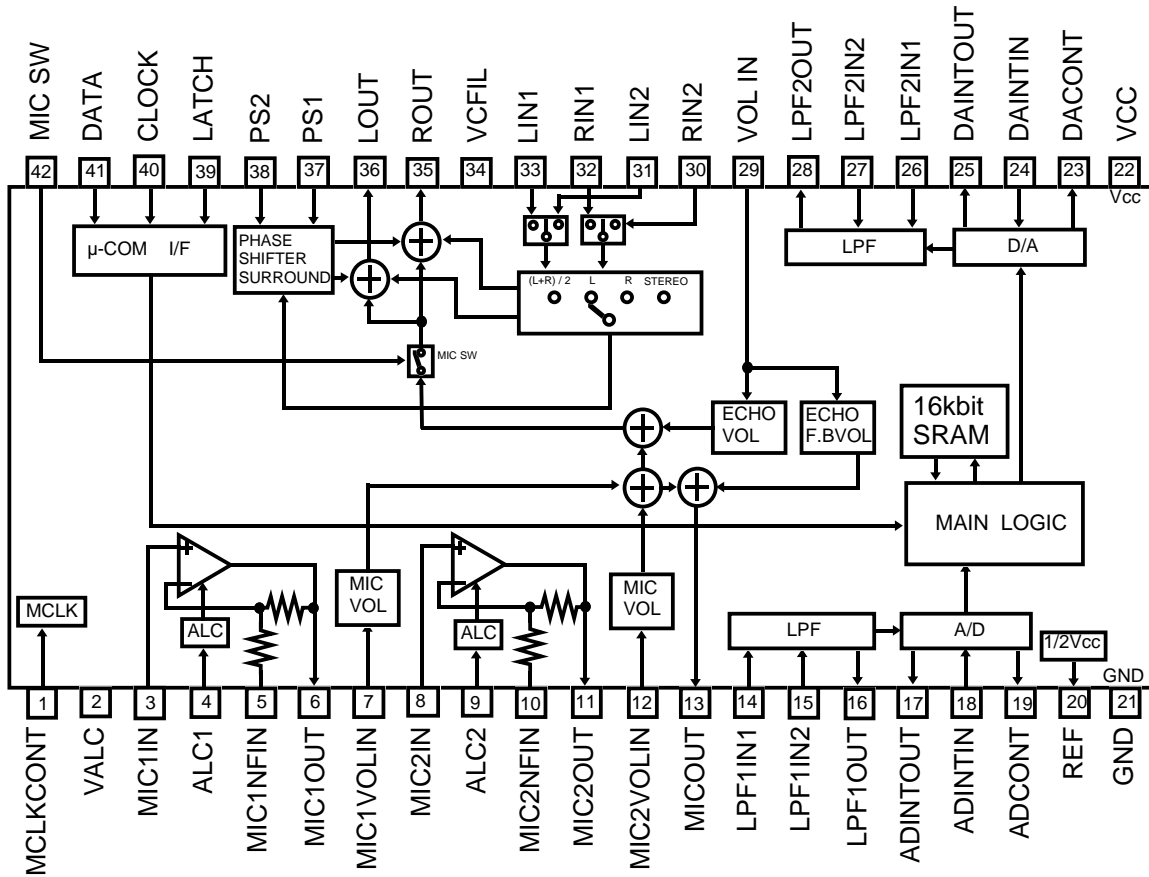 MIC SW
DATA
CLOCK
LATCH
PS2
PS1
LOUT
ROUT
VCFIL
LIN1
RIN1
LIN2
RIN2
VOL IN
LPF2OUT
LPF2IN2
LPF2IN1
DAINTOUT
DAINTIN
DACONT
VCC
42
41
40
39
38
37
36
35
34
33
32
31
30
29
28
27
26
25
24
23
22
Vcc
µ-COM I/F
PHASE
SHIFTER
SURROUND
LPF
D/A
(L+R) / 2
L
R
STEREO
MIC SW
ECHO
VOL
ECHO
F.BVOL
16kbit
SRAM
MAIN LOGIC
MCLK
ALC
MIC
VOL
ALC
MIC
VOL
LPF
A/D
1/2Vcc
GND
1
2
3
4
5
6
7
8
9
10
11
12
13
14
15
16
17
18
19
20
21
MCLKCONT
VALC
MIC1IN
ALC1
MIC1NFIN
MIC1OUT
MIC1VOLIN
MIC2IN
ALC2
MIC2NFIN
MIC2OUT
MIC2VOLIN
MICOUT
LPF1IN1
LPF1IN2
LPF1OUT
ADINTOUT
ADINTIN
ADCONT
REF
GND